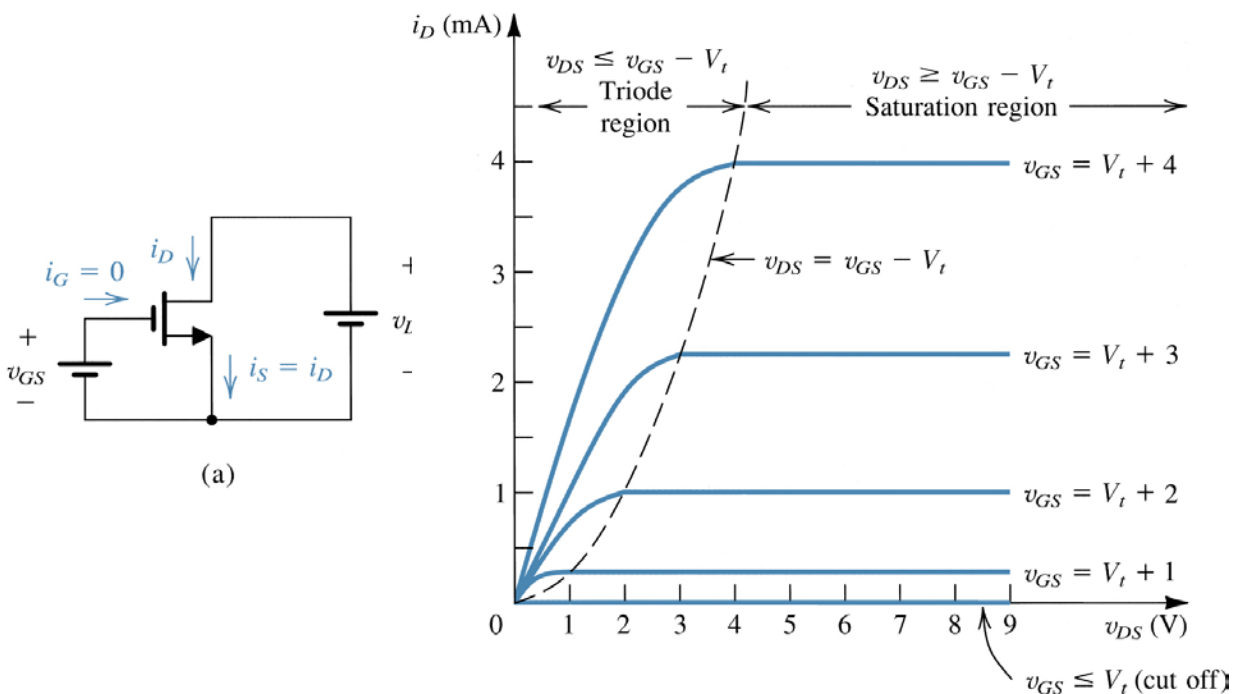 i_D (mA)
v_DS ≤ v_GS − V_t
Triode
region
v_DS ≥ v_GS − V_t
Saturation region
4
3
2
1
v_GS = V_t + 4
v_DS = v_GS − V_t
v_GS = V_t + 3
v_GS = V_t + 2
v_GS = V_t + 1
0 1 2 3 4 5 6 7 8 9
v_DS (V)
v_GS ≤ V_t (cut off)
i_D
i_G = 0
+
v_GS
−
i_S = i_D
+
−
(a)